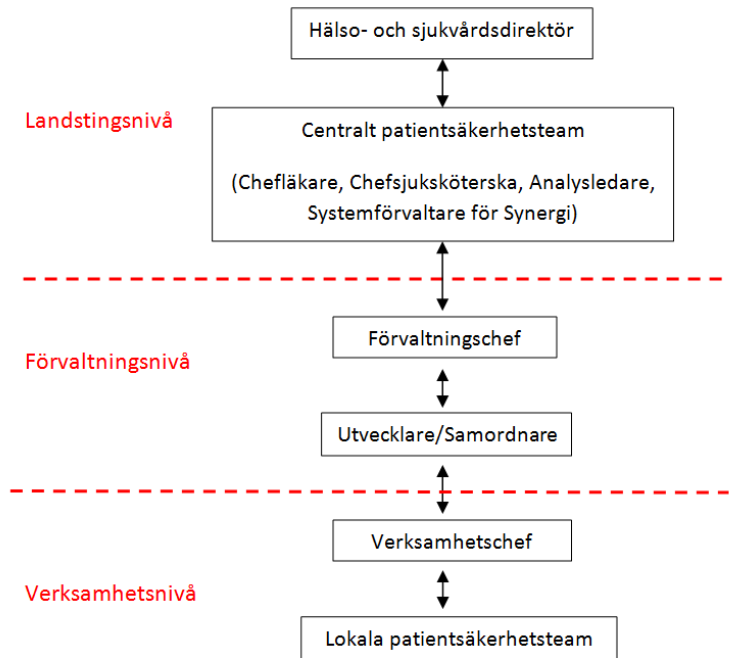 Hälso- och sjukvårdsdirektör
Landstingsnivå
Centralt patientsäkerhetsteam
(Chefläkare, Chefsjuksköterska, Analysledare,
Systemförvaltare för Synergi)
Förvaltningschef
Förvaltningsnivå
Utvecklare/Samordnare
Verksamhetschef
Verksamhetsnivå
Lokala patientsäkerhetsteam